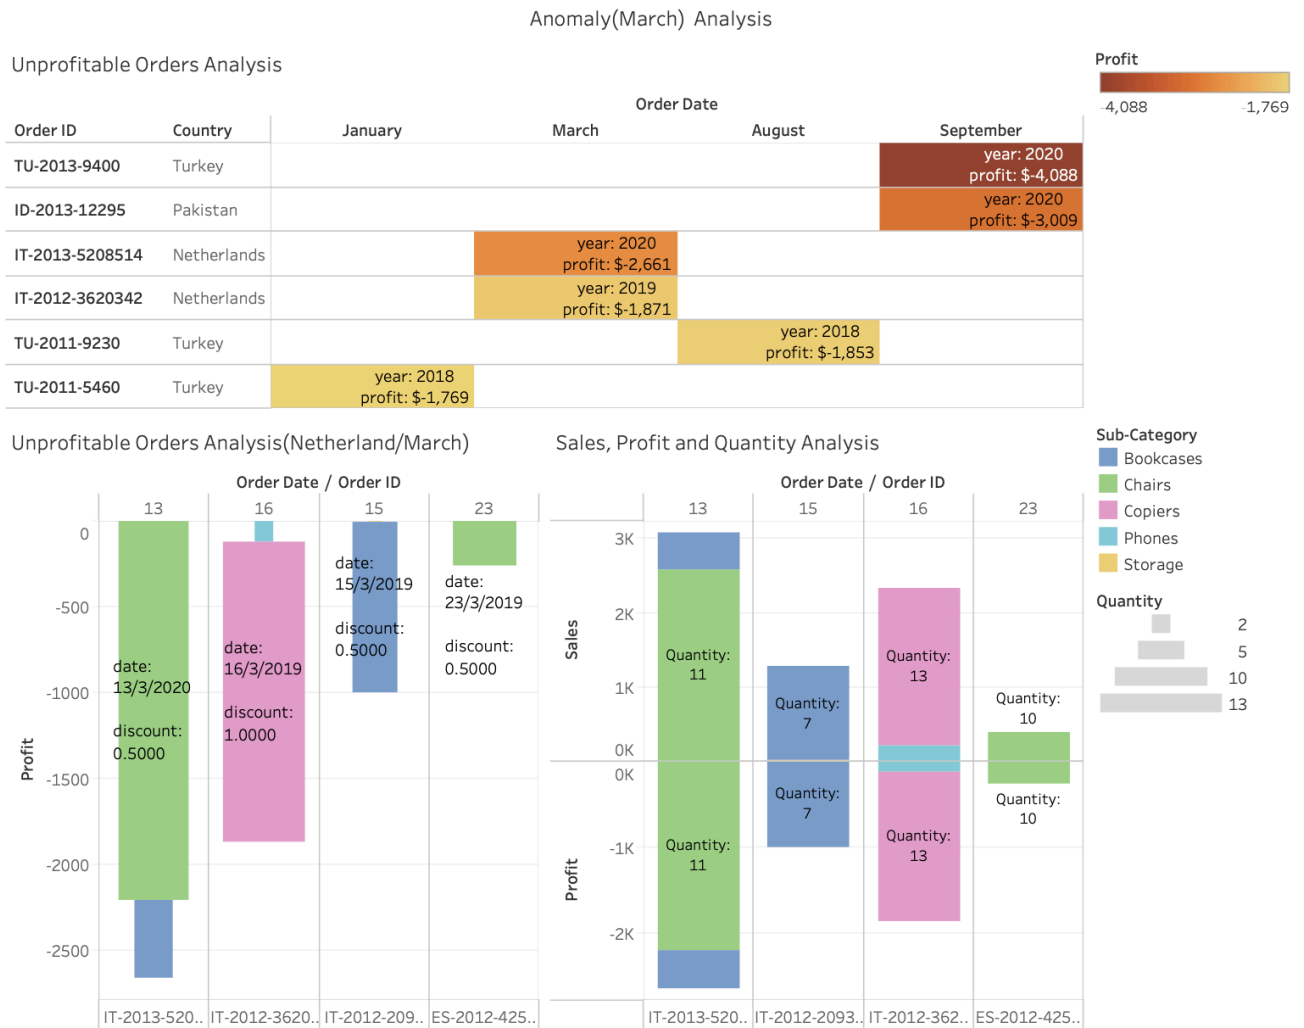 Anomaly(March) Analysis
Unprofitable Orders Analysis
Profit
-4,088 -1,769
Order Date
Order ID Country January March August September
TU-2013-9400 Turkey
year: 2020
profit: $-4,088
ID-2013-12295 Pakistan
year: 2020
profit: $-3,009
IT-2013-5208514 Netherlands
year: 2020
profit: $-2,661
IT-2012-3620342 Netherlands
year: 2019
profit: $-1,871
TU-2011-9230 Turkey
year: 2018
profit: $-1,853
TU-2011-5460 Turkey
year: 2018
profit: $-1,769
Unprofitable Orders Analysis(Netherland/March)
Order Date / Order ID
13 16 15 23
0
-500
-1000
-1500
-2000
-2500
Profit
date:
13/3/2020
discount:
0.5000
date:
16/3/2019
discount:
1.0000
date:
15/3/2019
discount:
0.5000
date:
23/3/2019
discount:
0.5000
IT-2013-520.. IT-2012-3620.. IT-2012-209.. ES-2012-425..
Sales, Profit and Quantity Analysis
Order Date / Order ID
13 15 16 23
Sales
3K
2K
1K
0K
Profit
0K
-1K
-2K
Quantity:
11
Quantity:
7
Quantity:
13
Quantity:
10
Quantity:
11
Quantity:
7
Quantity:
13
Quantity:
10
IT-2013-520.. IT-2012-2093.. IT-2012-362.. ES-2012-425..
Sub-Category
Bookcases
Chairs
Copiers
Phones
Storage
Quantity
2
5
10
13